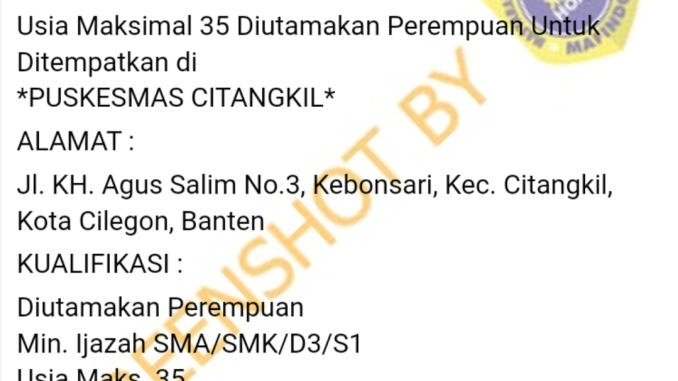 Usia Maksimal 35 Diutamakan Perempuan Untuk
Ditempatkan di
*PUSKESMAS CITANGKIL*
ALAMAT :
Jl. KH. Agus Salim No.3, Kebonsari, Kec. Citangkil,
Kota Cilegon, Banten
KUALIFIKASI :
Diutamakan Perempuan
Min. Ijazah SMA/SMK/D3/S1
Usia Maks. 35
EENSHOT BY